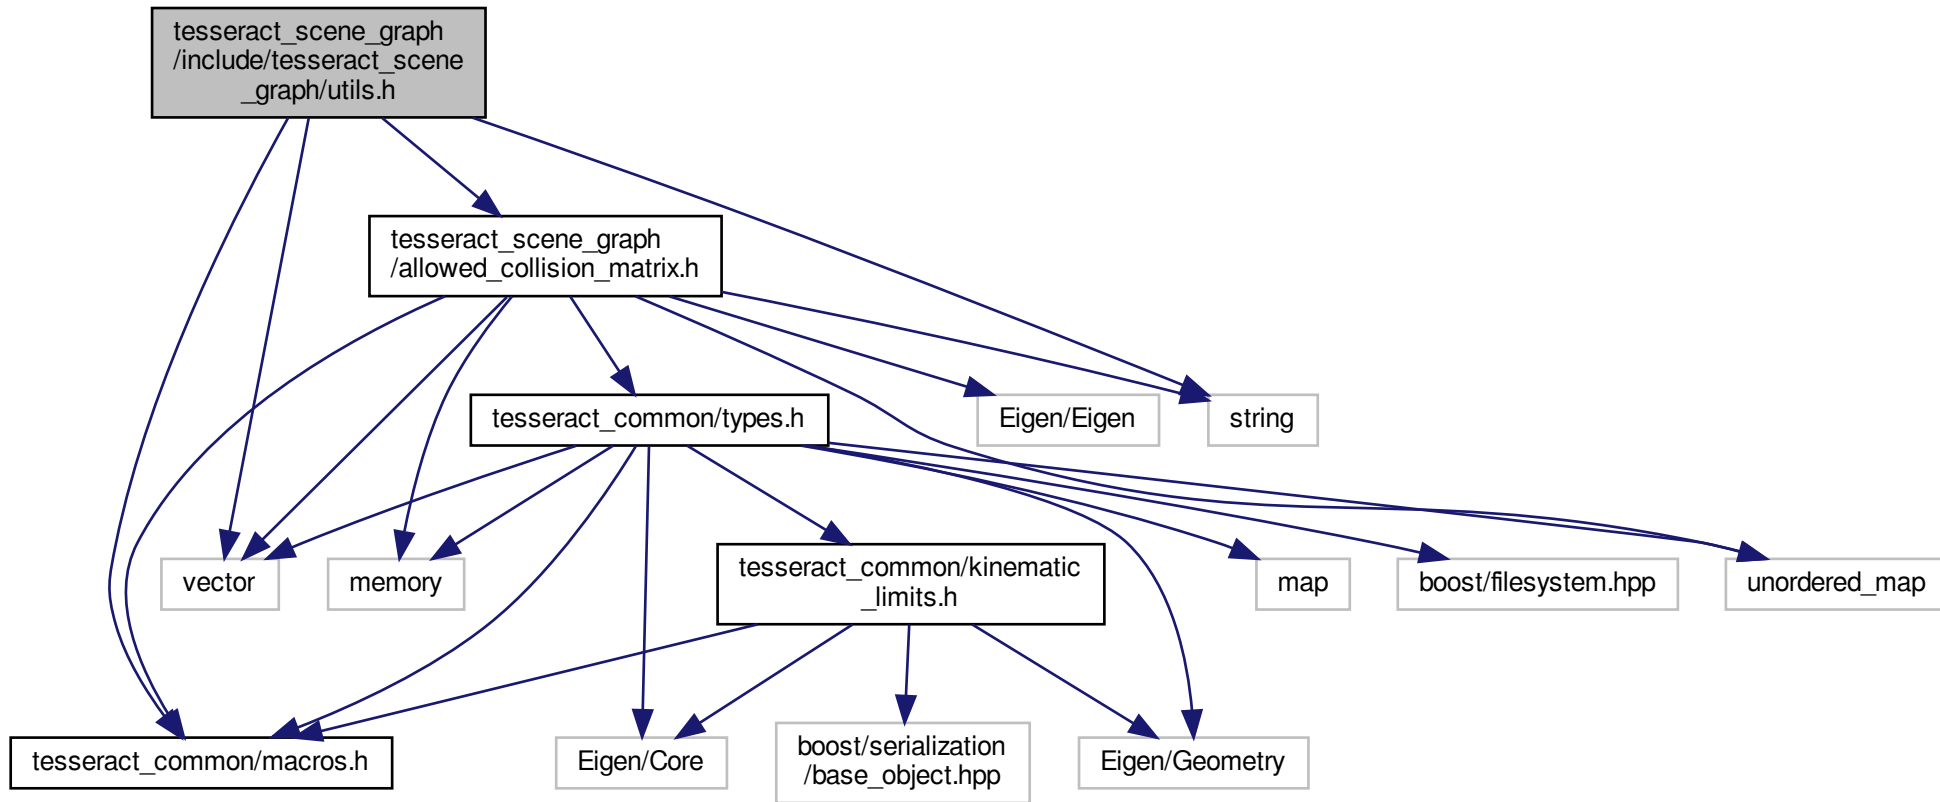 tesseract_scene_graph
/include/tesseract_scene
_graph/utils.h
tesseract_scene_graph
/allowed_collision_matrix.h
tesseract_common/types.h
Eigen/Eigen
string
vector
memory
tesseract_common/kinematic
_limits.h
map
boost/filesystem.hpp
unordered_map
tesseract_common/macros.h
Eigen/Core
boost/serialization
/base_object.hpp
Eigen/Geometry